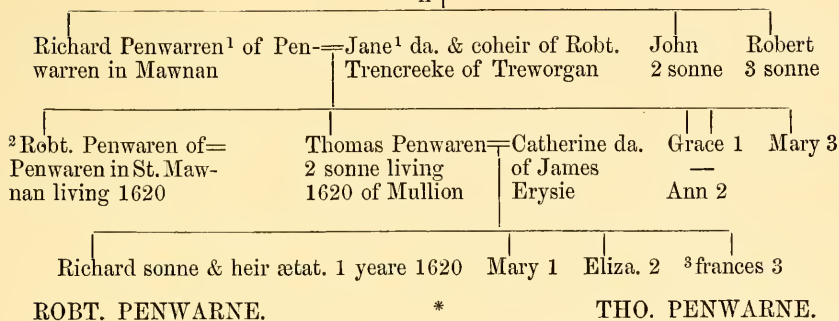 Richard Penwarren¹ of Pen-
warren in Mawnan
Jane¹ da. & coheir of Robt.
Trencreeke of Treworgan
John
2 sonne
Robert
3 sonne
²Robt. Penwaren of
Penwaren in St. Maw-
nan living 1620
Thomas Penwaren
2 sonne living
1620 of Mullion
Catherine da.
of James
Erysie
Grace 1
—
Ann 2
Mary 3
Richard sonne & heir ætat. 1 yeare 1620
Mary 1
Eliza. 2
³frances 3
ROBT. PENWARNE.
*
THO. PENWARNE.